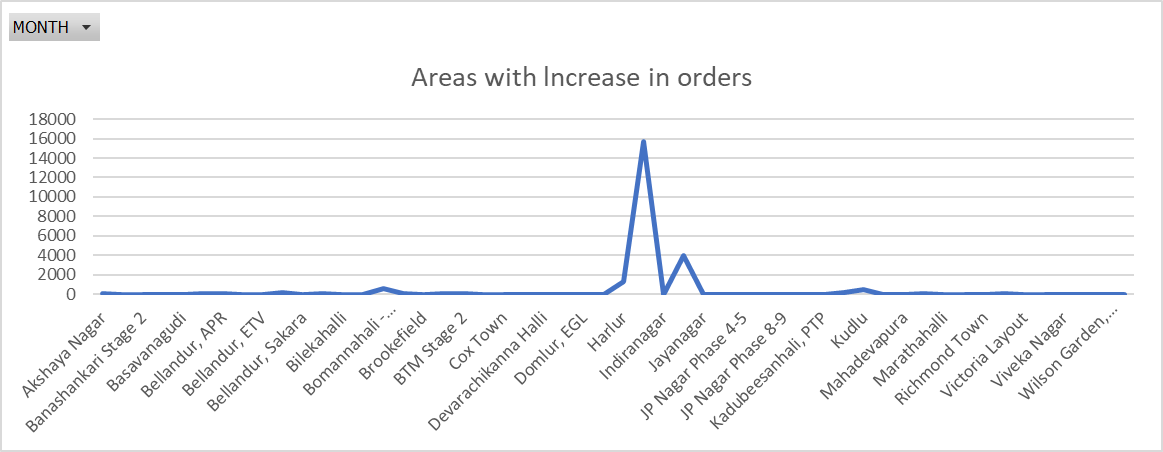 MONTH
Areas with Increase in orders
18000
16000
14000
12000
10000
8000
6000
4000
2000
0
Akshaya Nagar
Banashankari Stage 2
Basavanagudi
Bellandur, APR
Bellandur, ETV
Bellandur, Sakara
Bilekahalli
Bomannahali -...
Brookefield
BTM Stage 2
Cox Town
Devarachikanna Halli
Domlur, EGL
Harlur
Indiranagar
Jayanagar
JP Nagar Phase 4-5
JP Nagar Phase 8-9
Kadubeesanhali, PTP
Kudlu
Mahadevapura
Marathahalli
Richmond Town
Victoria Layout
Viveka Nagar
Wilson Garden,...